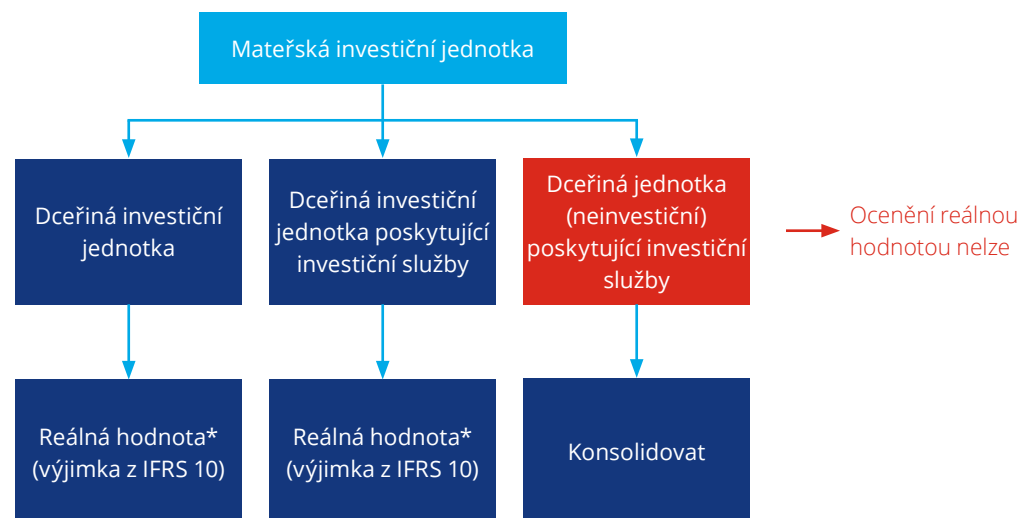 Mateřská investiční jednotka
Dceřiná investiční
jednotka
Dceřiná investiční
jednotka poskytující
investiční služby
Dceřiná jednotka
(neinvestiční)
poskytující investiční
služby
Ocenění reálnou
hodnotou nelze
Reálná hodnota*
(výjimka z IFRS 10)
Reálná hodnota*
(výjimka z IFRS 10)
Konsolidovat